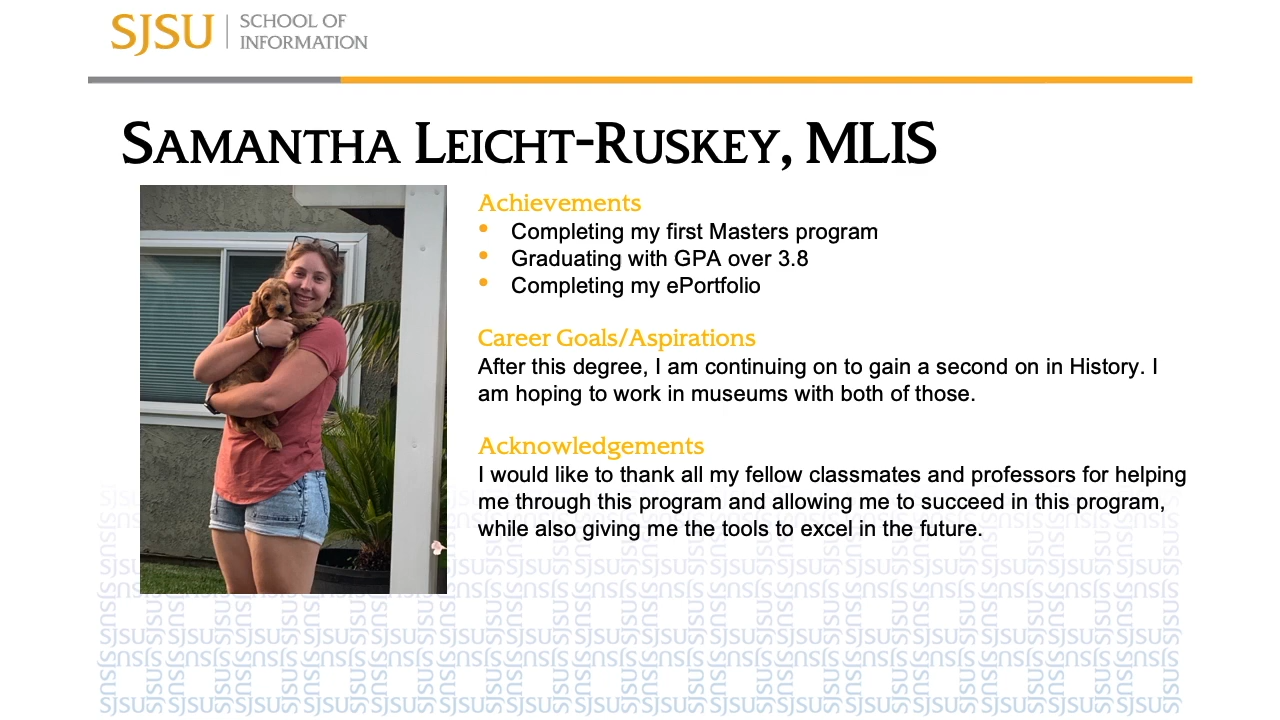 SJSU | SCHOOL OF
INFORMATION
SAMANTHA LEICHT-RUSKEY, MLIS
Achievements
• Completing my first Masters program
• Graduating with GPA over 3.8
• Completing my ePortfolio
Career Goals/Aspirations
After this degree, I am continuing on to gain a second on in History. I
am hoping to work in museums with both of those.
Acknowledgements
I would like to thank all my fellow classmates and professors for helping
me through this program and allowing me to succeed in this program,
while also giving me the tools to excel in the future.